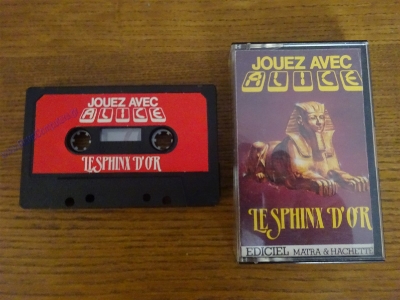 JOUEZ AVEC
ALICE
LE SPHINX D'OR
JOUEZ AVEC
ALICE
LE SPHINX D'OR
EDICIEL MATRA & HACHETTE